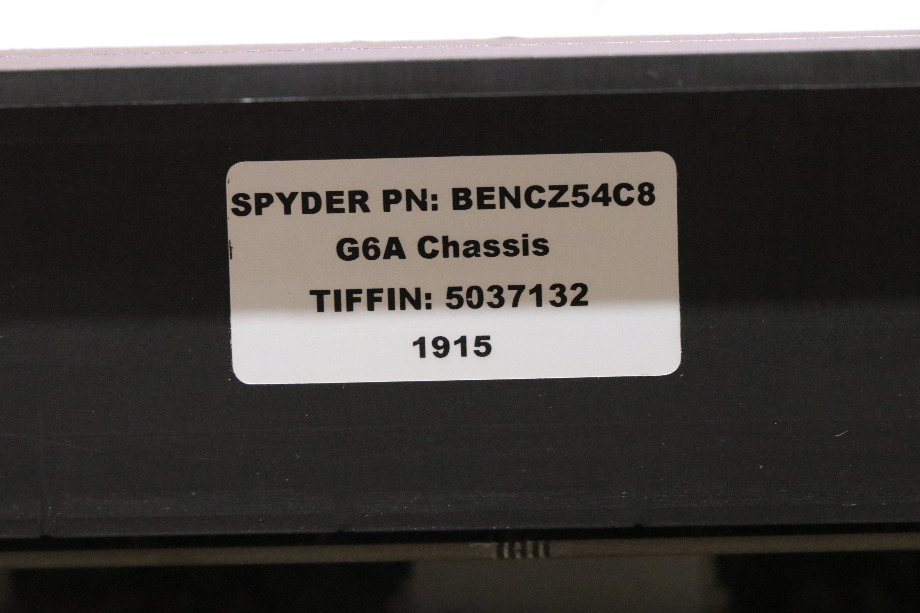 SPYDER PN: BENCZ54C8
G6A Chassis
TIFFIN: 5037132
1915